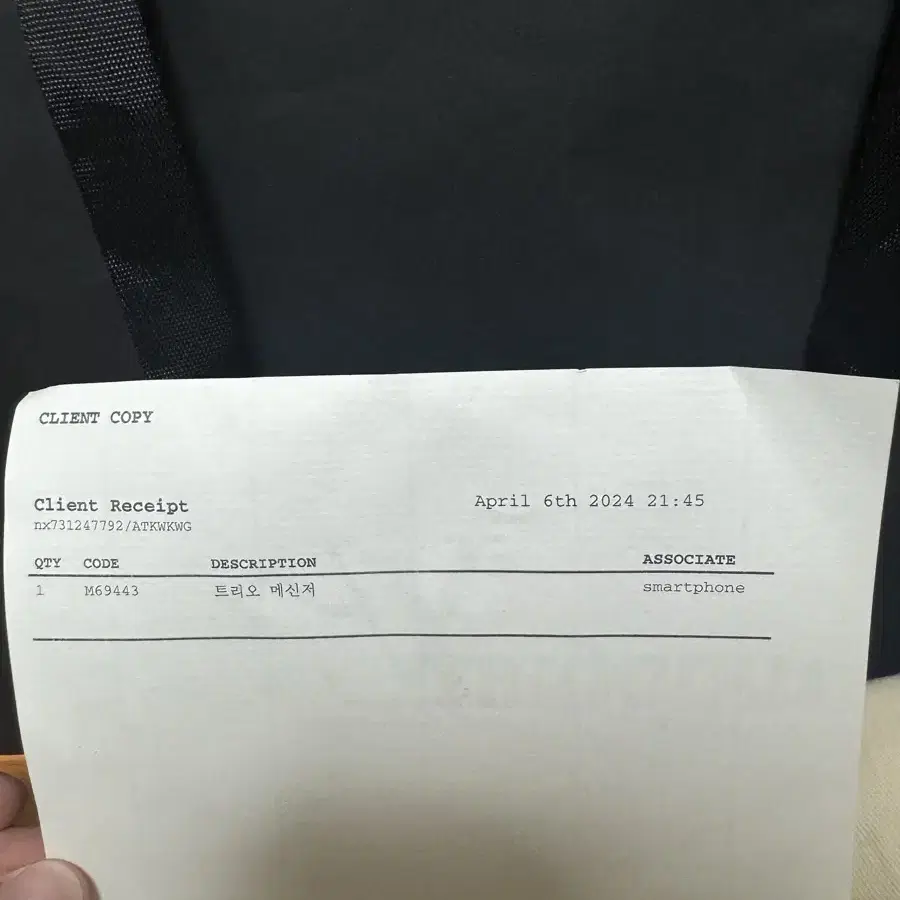 CLIENT COPY
Client Receipt
April 6th 2024 21:45
nx731247792/ATKWKWG
QTY CODE DESCRIPTION ASSOCIATE
1 M69443 트리오 메신저 smartphone